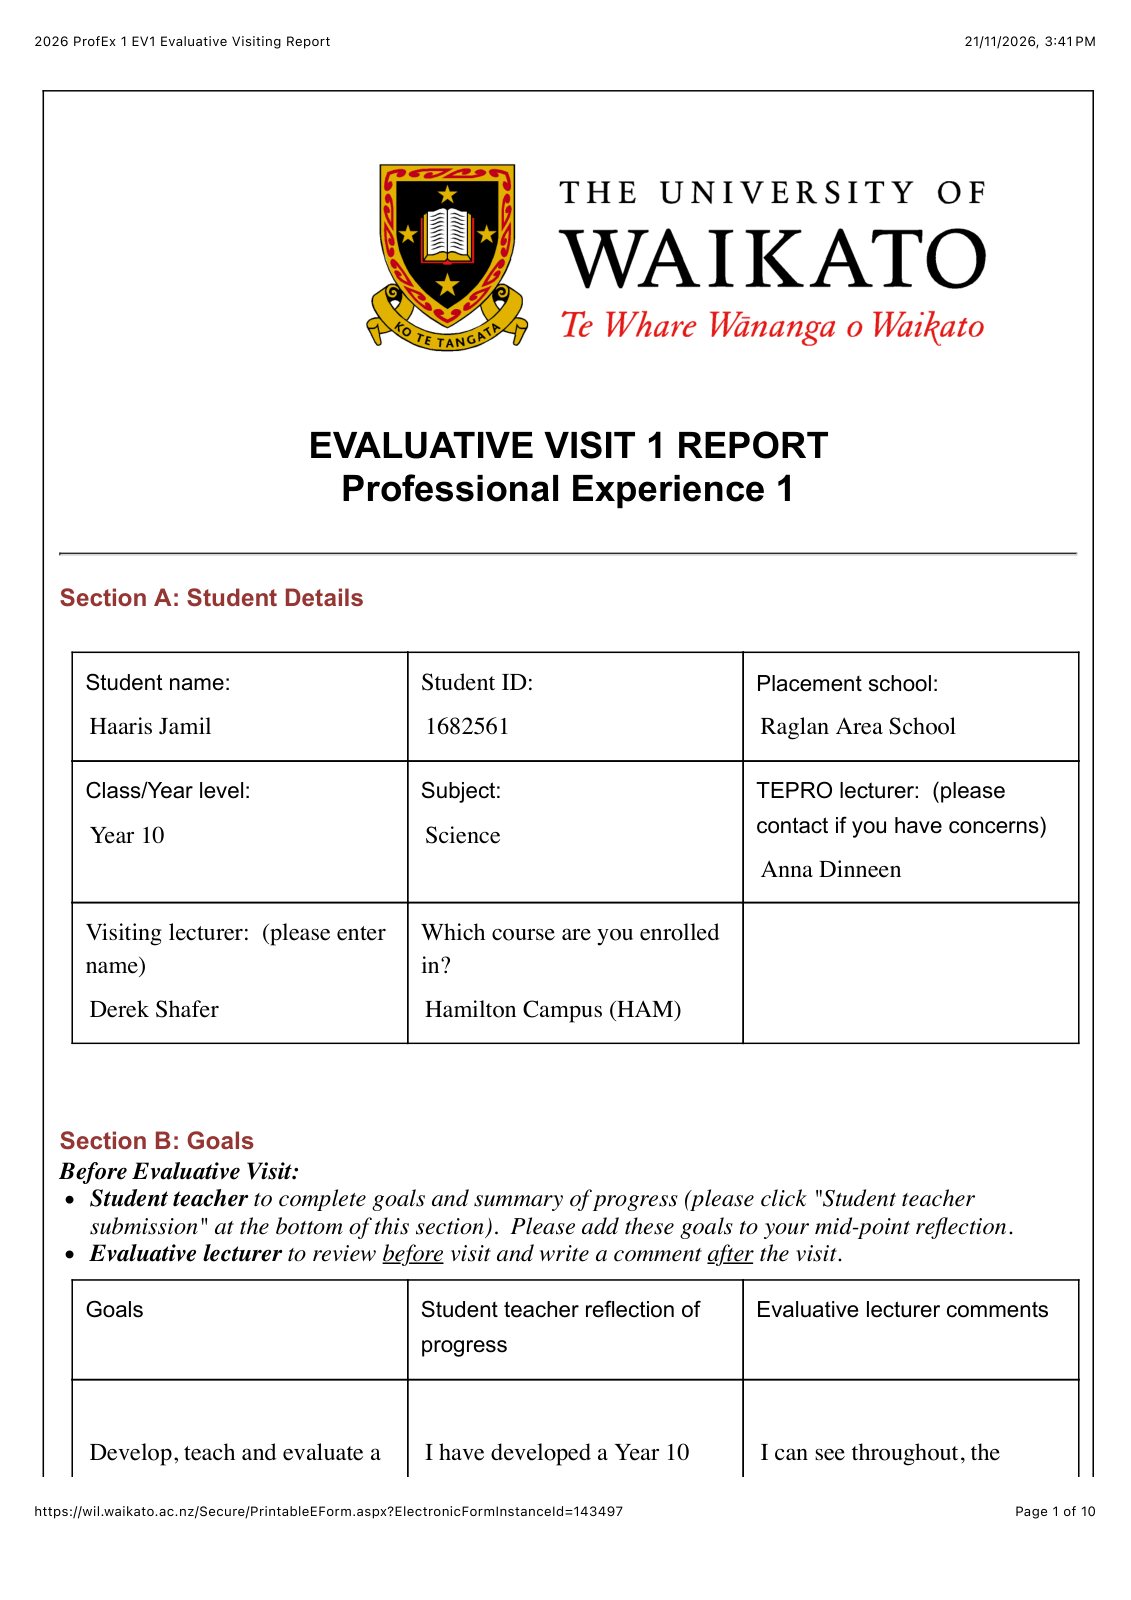 2026 ProfEx 1 EV1 Evaluative Visiting Report
21/11/2026, 3:41 PM
KO TE TANGATA
THE UNIVERSITY OF
WAIKATO
Te Whare Wānanga o Waikato
EVALUATIVE VISIT 1 REPORT
Professional Experience 1
Section A: Student Details
Student name:
Haaris Jamil
Student ID:
1682561
Placement school:
Raglan Area School
Class/Year level:
Year 10
Subject:
Science
TEPRO lecturer:  (please
contact if you have concerns)
Anna Dinneen
Visiting lecturer:  (please enter
name)
Derek Shafer
Which course are you enrolled
in?
Hamilton Campus (HAM)
Section B: Goals
Before Evaluative Visit:
• Student teacher to complete goals and summary of progress (please click "Student teacher
submission" at the bottom of this section).  Please add these goals to your mid-point reflection.
• Evaluative lecturer to review before visit and write a comment after the visit.
Goals
Student teacher reflection of
progress
Evaluative lecturer comments
Develop, teach and evaluate a
I have developed a Year 10
I can see throughout, the
https://wil.waikato.ac.nz/Secure/PrintableEForm.aspx?ElectronicFormInstanceId=143497
Page 1 of 10